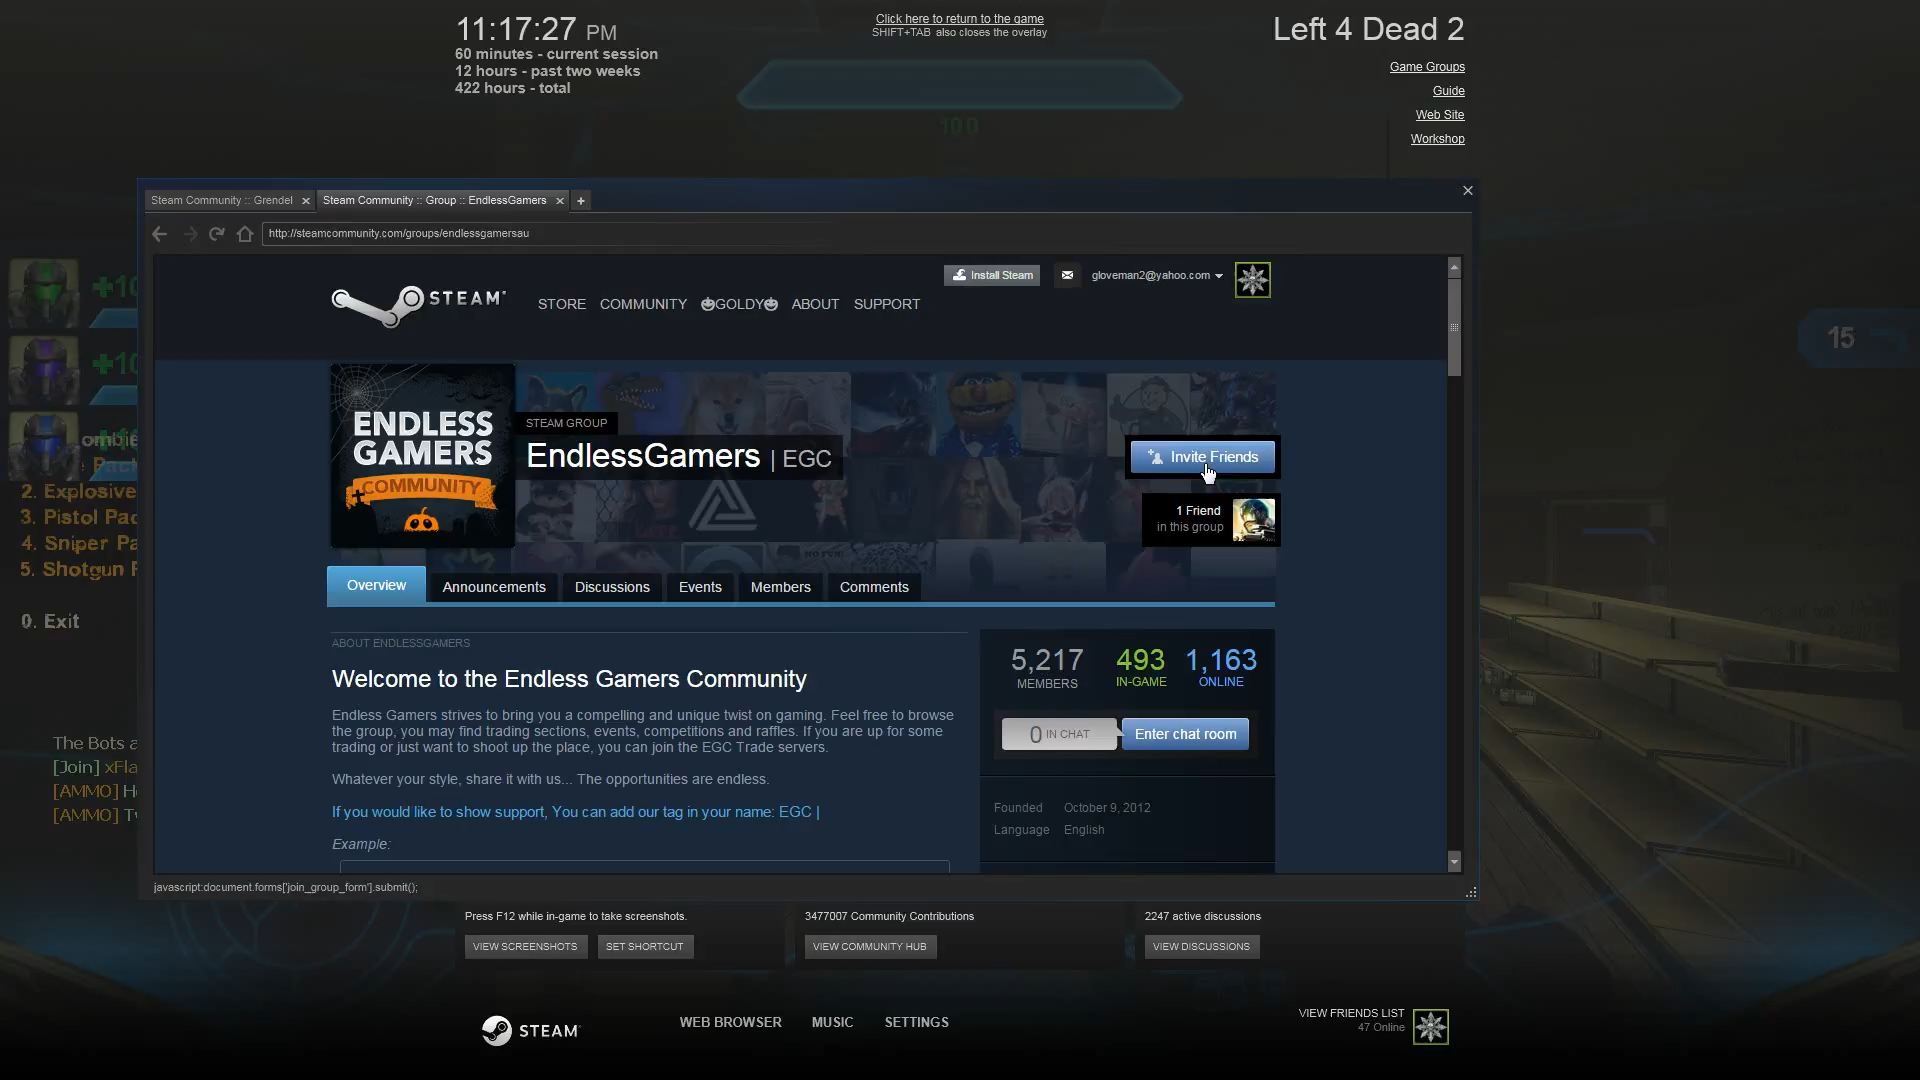 11:17:27 PM
60 minutes - current session
12 hours - past two weeks
422 hours - total
Click here to return to the game
SHIFT+TAB also closes the overlay
Left 4 Dead 2
Game Groups
Guide
Web Site
Workshop
100
Steam Community :: Grendel
Steam Community :: Group :: EndlessGamers
http://steamcommunity.com/groups/endlessgamersau
Install Steam
gloveman2@yahoo.com
STEAM
STORE
COMMUNITY
GOLDY
ABOUT
SUPPORT
15
ENDLESS
GAMERS
COMMUNITY
STEAM GROUP
EndlessGamers | EGC
Invite Friends
1 Friend
in this group
2. Explosive
3. Pistol Pac
4. Sniper Pa
5. Shotgun
0. Exit
Overview
Announcements
Discussions
Events
Members
Comments
ABOUT ENDLESSGAMERS
Welcome to the Endless Gamers Community
Endless Gamers strives to bring you a compelling and unique twist on gaming. Feel free to browse
the group, you may find trading sections, events, competitions and raffles. If you are up for some
trading or just want to shoot up the place, you can join the EGC Trade servers.
Whatever your style, share it with us... The opportunities are endless.
If you would like to show support, You can add our tag in your name: EGC |
Example:
5,217
MEMBERS
493
IN-GAME
1,163
ONLINE
0 IN CHAT
Enter chat room
Founded October 9, 2012
Language English
The Bots a
[Join] xFla
[AMMO] H
[AMMO] Tv
javascript:document.forms['join_group_form'].submit();
Press F12 while in-game to take screenshots.
VIEW SCREENSHOTS
SET SHORTCUT
3477007 Community Contributions
VIEW COMMUNITY HUB
2247 active discussions
VIEW DISCUSSIONS
STEAM
WEB BROWSER
MUSIC
SETTINGS
VIEW FRIENDS LIST
47 Online